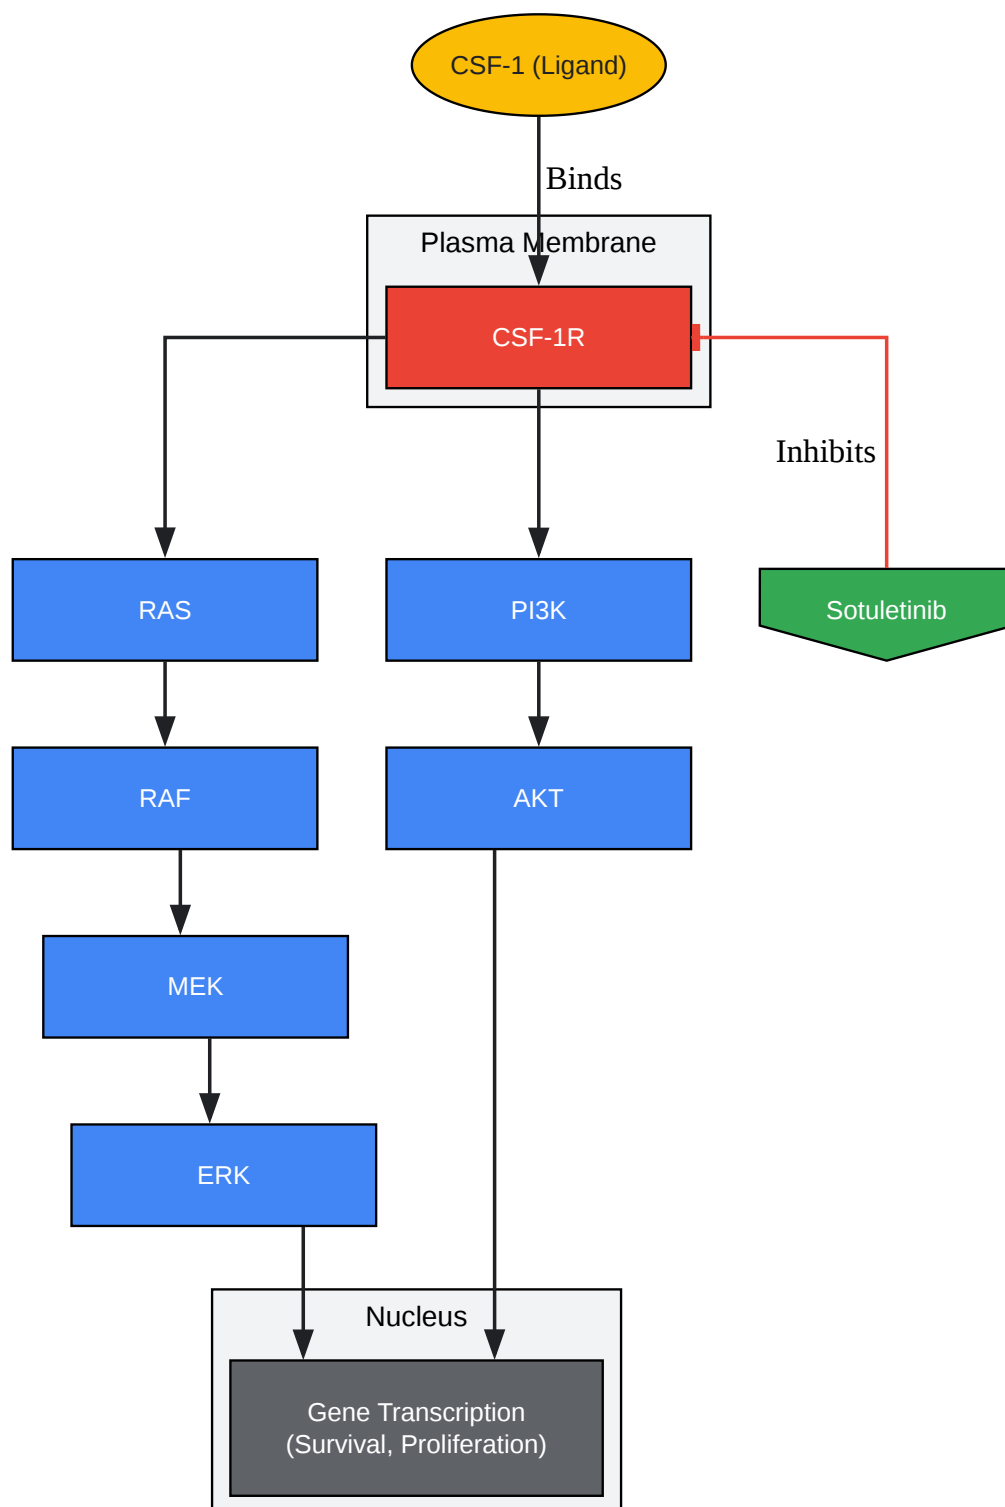 CSF-1 (Ligand)
Binds
Plasma Membrane
CSF-1R
Inhibits
RAS
PI3K
Sotuletinib
RAF
AKT
MEK
ERK
Nucleus
Gene Transcription
(Survival, Proliferation)